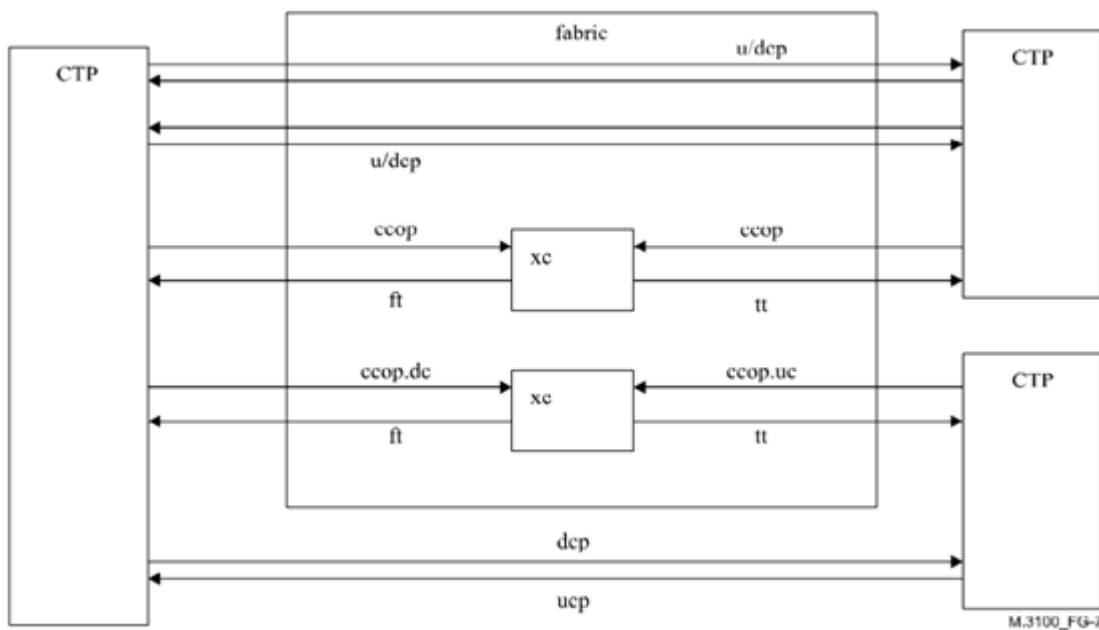 fabric
u/dcp
CTP
CTP
u/dcp
ccop
ccop
xc
ft
tt
ccop.dc
ccop.uc
CTP
xc
ft
tt
dcp
ucp